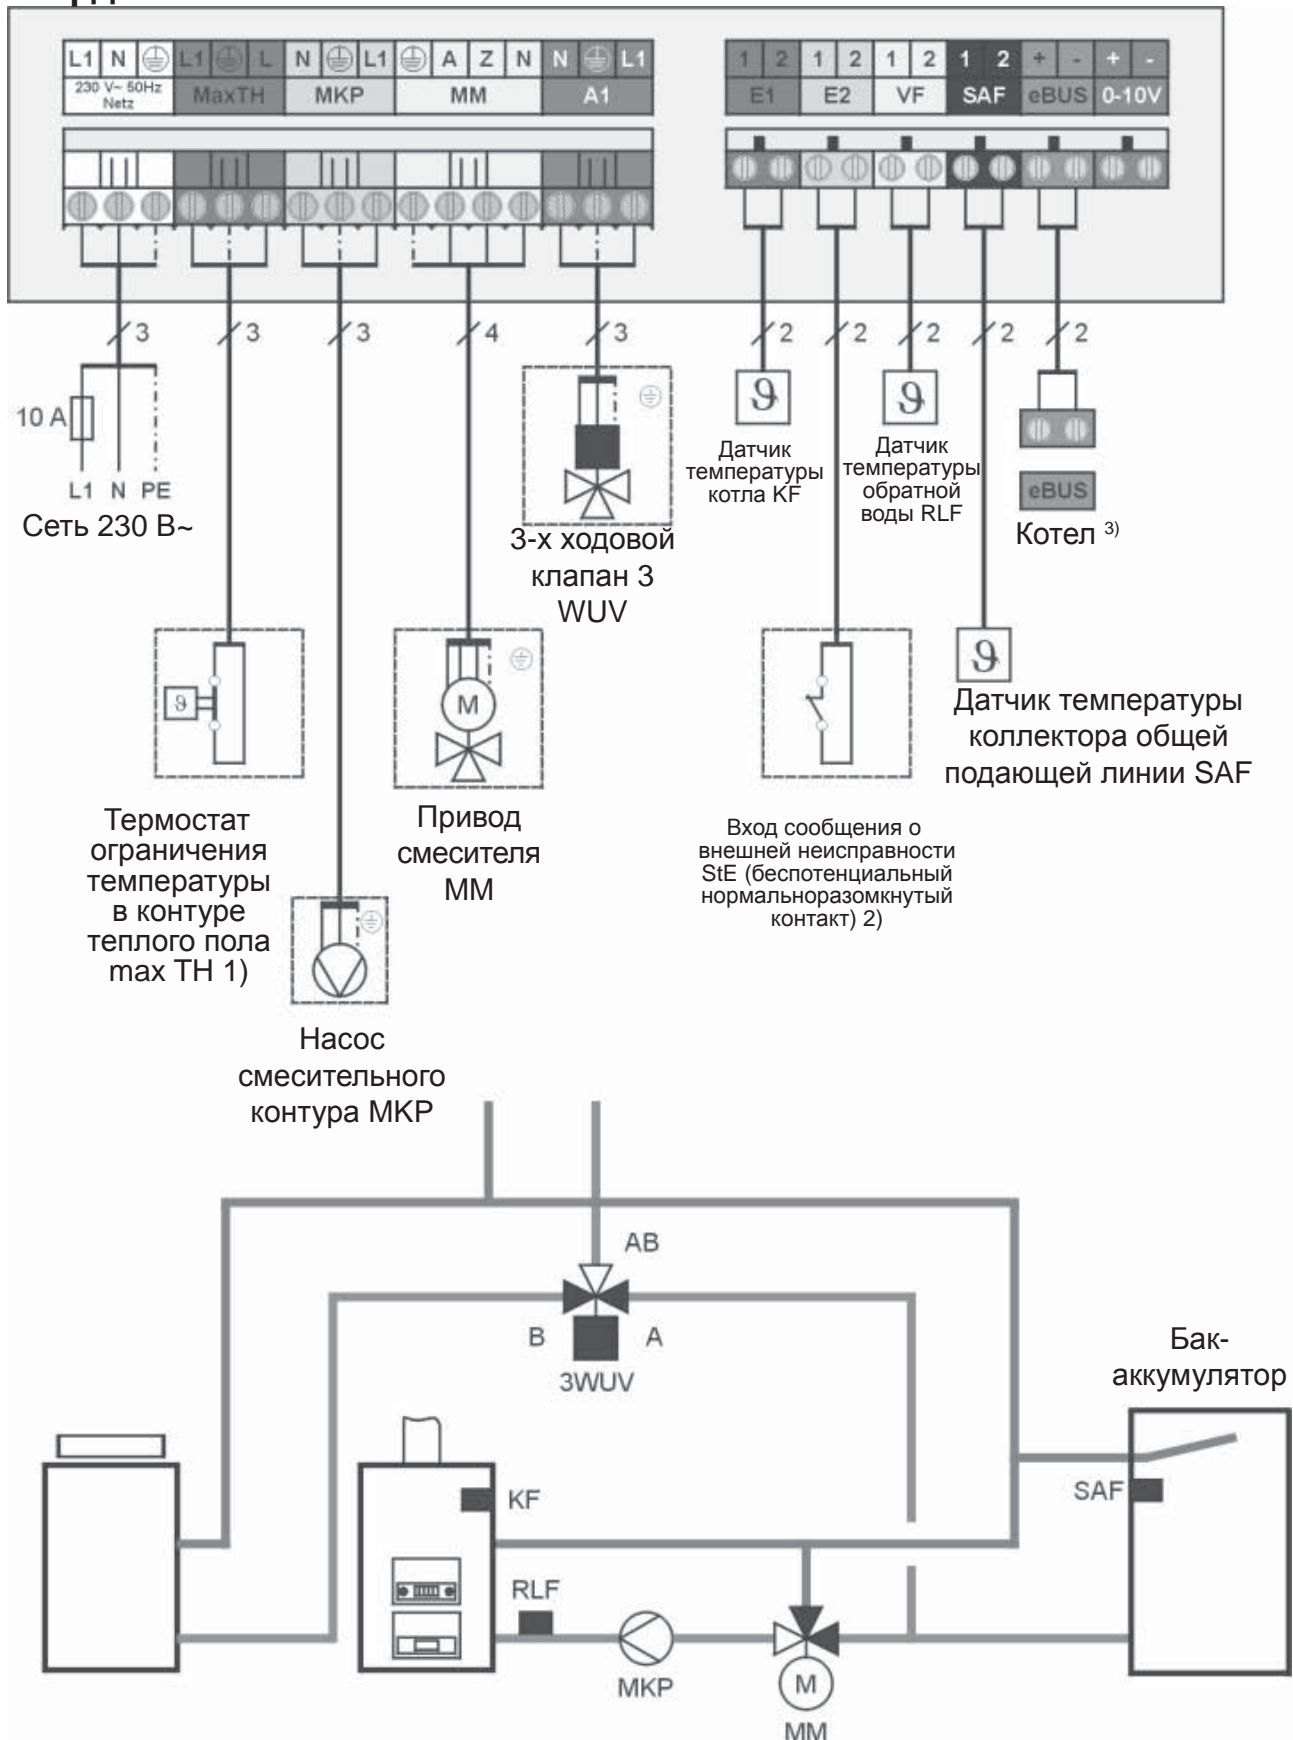 L1 N L1 L N L1 A Z N N L1
230 V~ 50Hz
Netz
MaxTH MKP MM A1
1 2 1 2 1 2 1 2 + - + -
E1 E2 VF SAF eBUS 0-10V
3 3 3 4 3 2 2 2 2 2
10 A
L1 N PE
Сеть 230 В~
3-х ходовой
клапан 3
WUV
ϑ
Датчик
температуры
котла KF
ϑ
Датчик
температуры
обратной
воды RLF
eBUS
Котел 3)
ϑ
Термостат
ограничения
температуры
в контуре
теплого пола
max TH 1)
M
Привод
смесителя
ММ
Вход сообщения о
внешней неисправности
StE (беспотенциальный
нормальноразомкнутый
контакт) 2)
ϑ
Датчик температуры
коллектора общей
подающей линии SAF
Насос
смесительного
контура MKP
AB
B A
3WUV
Бак-
аккумулятор
KF
SAF
RLF
MKP
M
MM